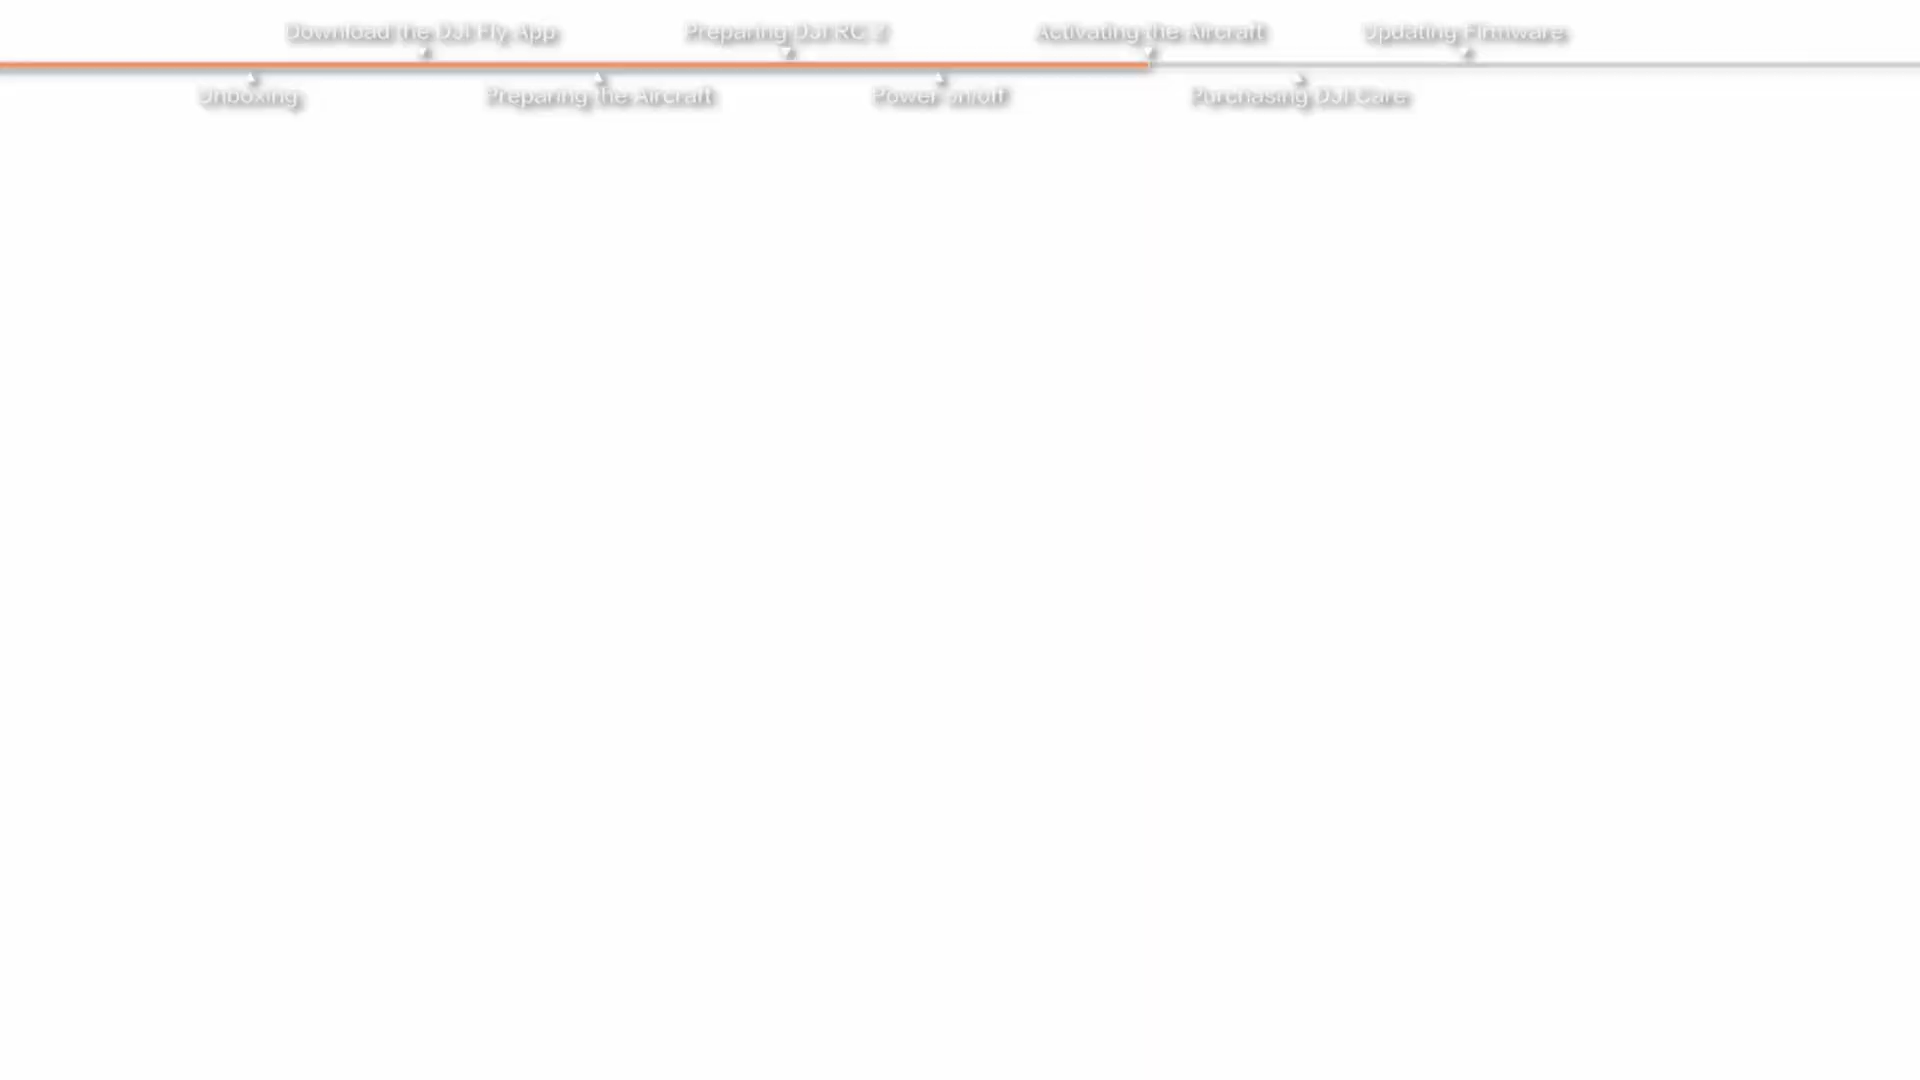 Download the DJI Fly App
Preparing DJI RC 2
Activating the Aircraft
Updating Firmware
Unboxing
Preparing the Aircraft
Power on/off
Purchasing DJI Care